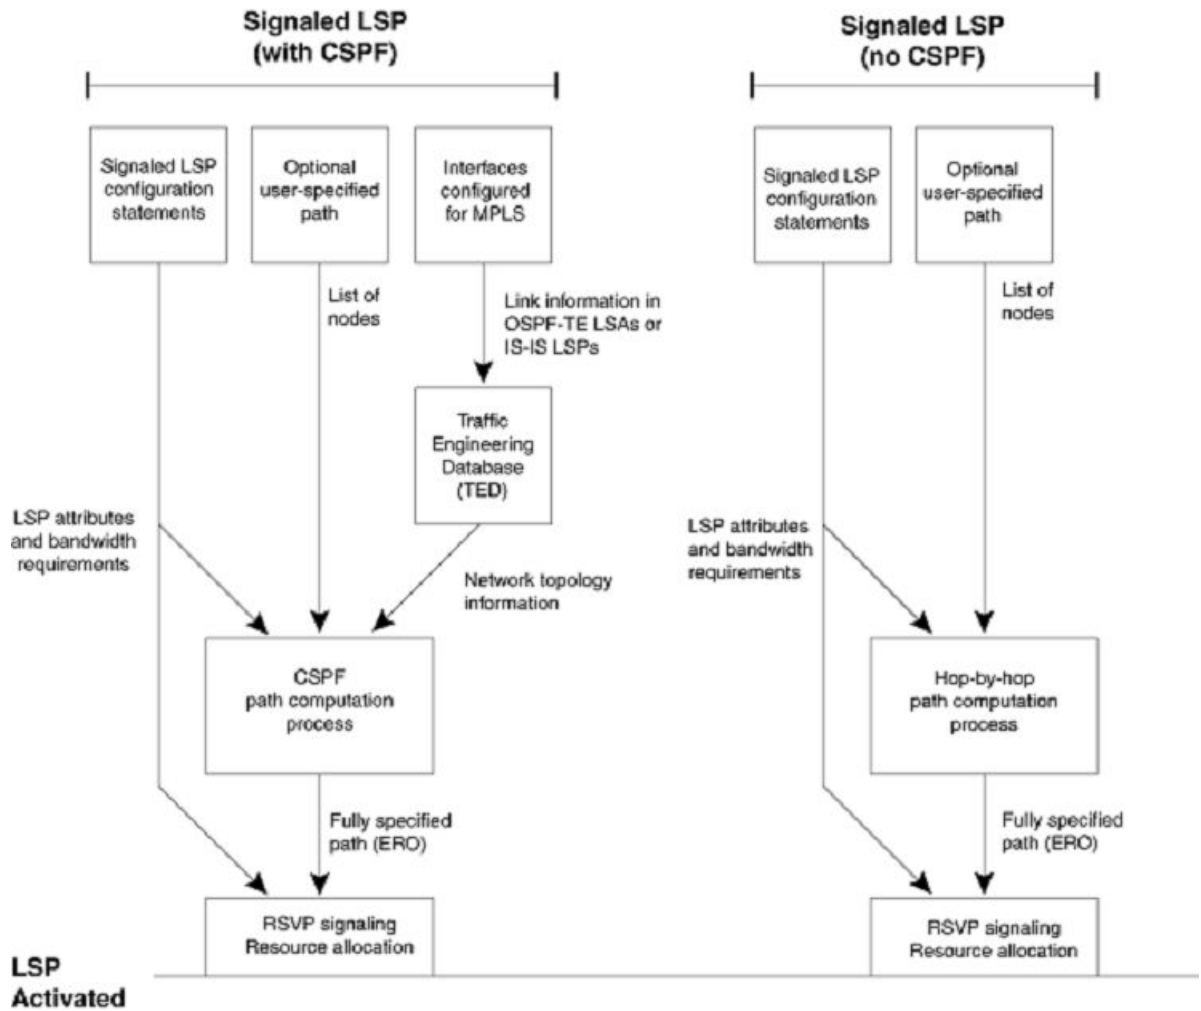 Signaled LSP
(with CSPF)
Signaled LSP
(no CSPF)
Signaled LSP
configuration
statements
Optional
user-specified
path
Interfaces
configured
for MPLS
Signaled LSP
configuration
statements
Optional
user-specified
path
List of
nodes
Link information in
OSPF-TE LSAs or
IS-IS LSPs
List of
nodes
Traffic
Engineering
Database
(TED)
LSP attributes
and bandwidth
requirements
LSP attributes
and bandwidth
requirements
Network topology
information
CSPF
path computation
process
Hop-by-hop
path computation
process
Fully specified
path (ERO)
Fully specified
path (ERO)
RSVP signaling
Resource allocation
RSVP signaling
Resource allocation
LSP
Activated